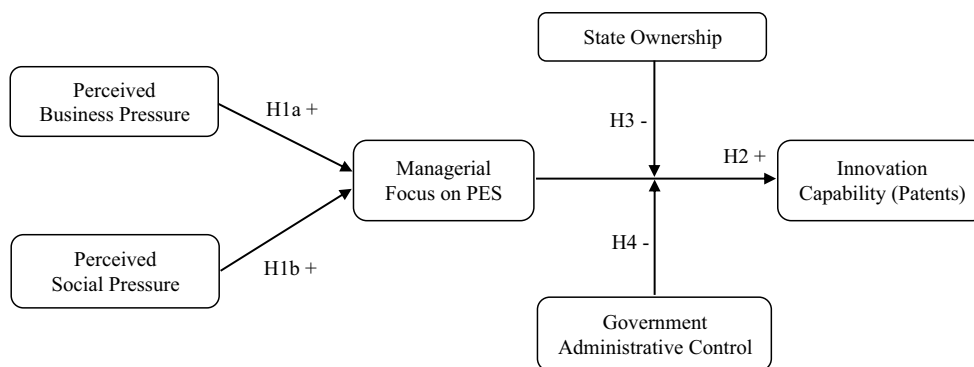 State Ownership
Perceived
Business Pressure
H1a +
H3 -
H2 +
Managerial
Focus on PES
Innovation
Capability (Patents)
H4 -
Perceived
Social Pressure
H1b +
Government
Administrative Control